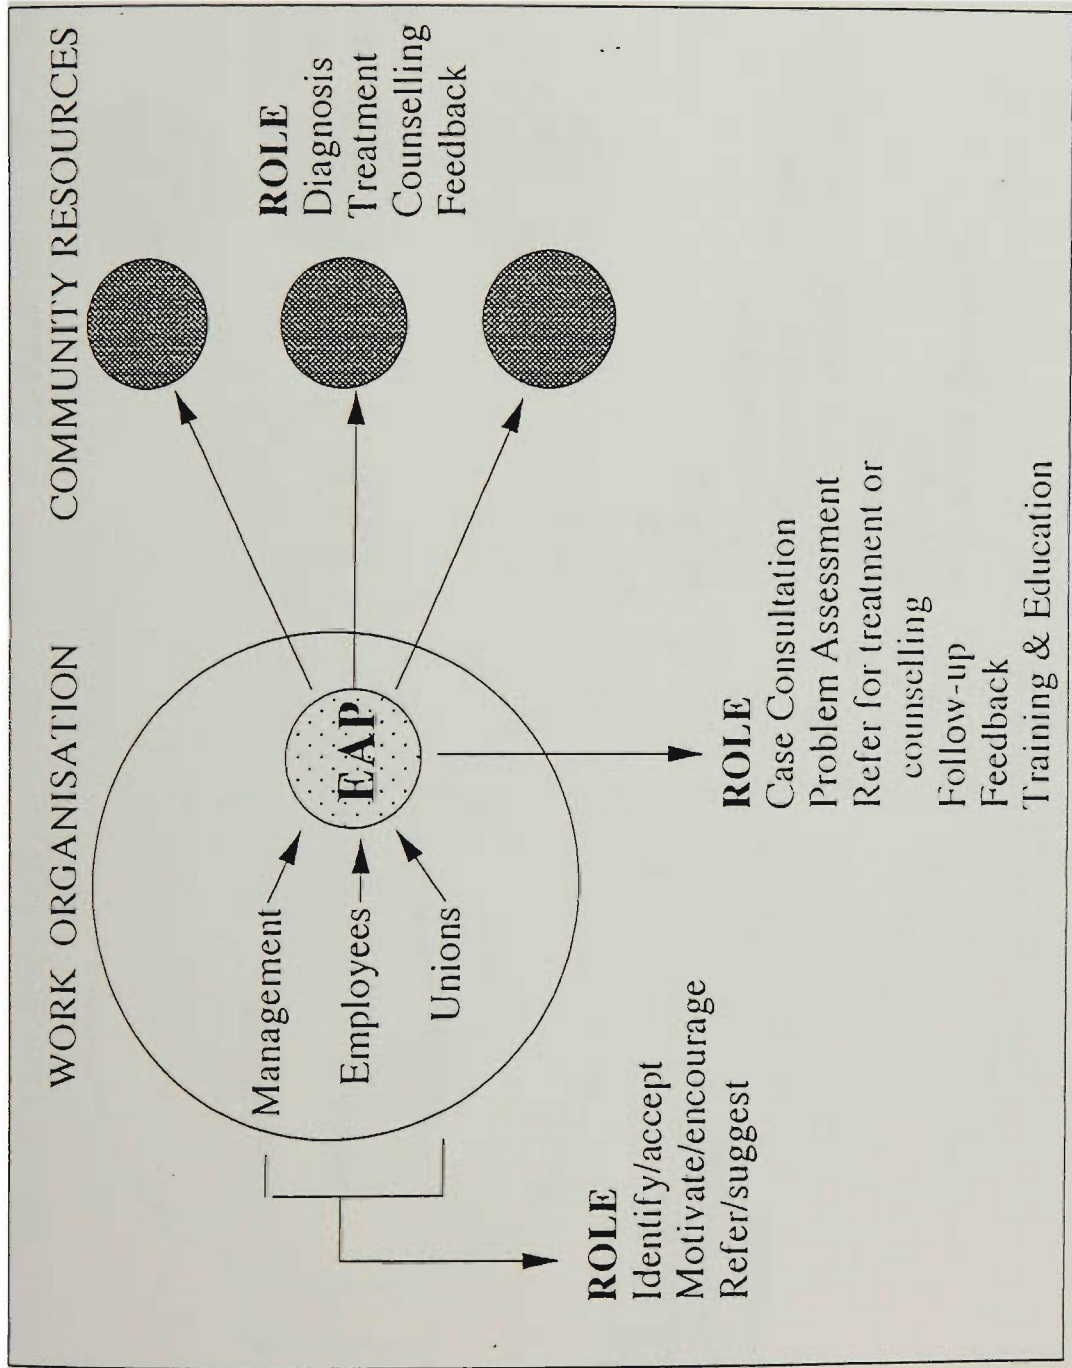 WORK ORGANISATION
COMMUNITY RESOURCES
Management
Employees
Unions
EAP
ROLE
Diagnosis
Treatment
Counselling
Feedback
ROLE
Identify/accept
Motivate/encourage
Refer/suggest
ROLE
Case Consultation
Problem Assessment
Refer for treatment or
counselling
Follow-up
Feedback
Training & Education